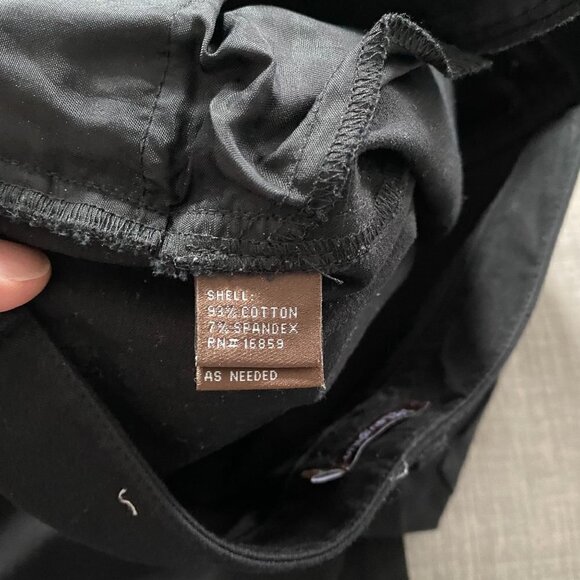 SHELL:
93% COTTON
7% SPANDEX
RN# 16859
AS NEEDED